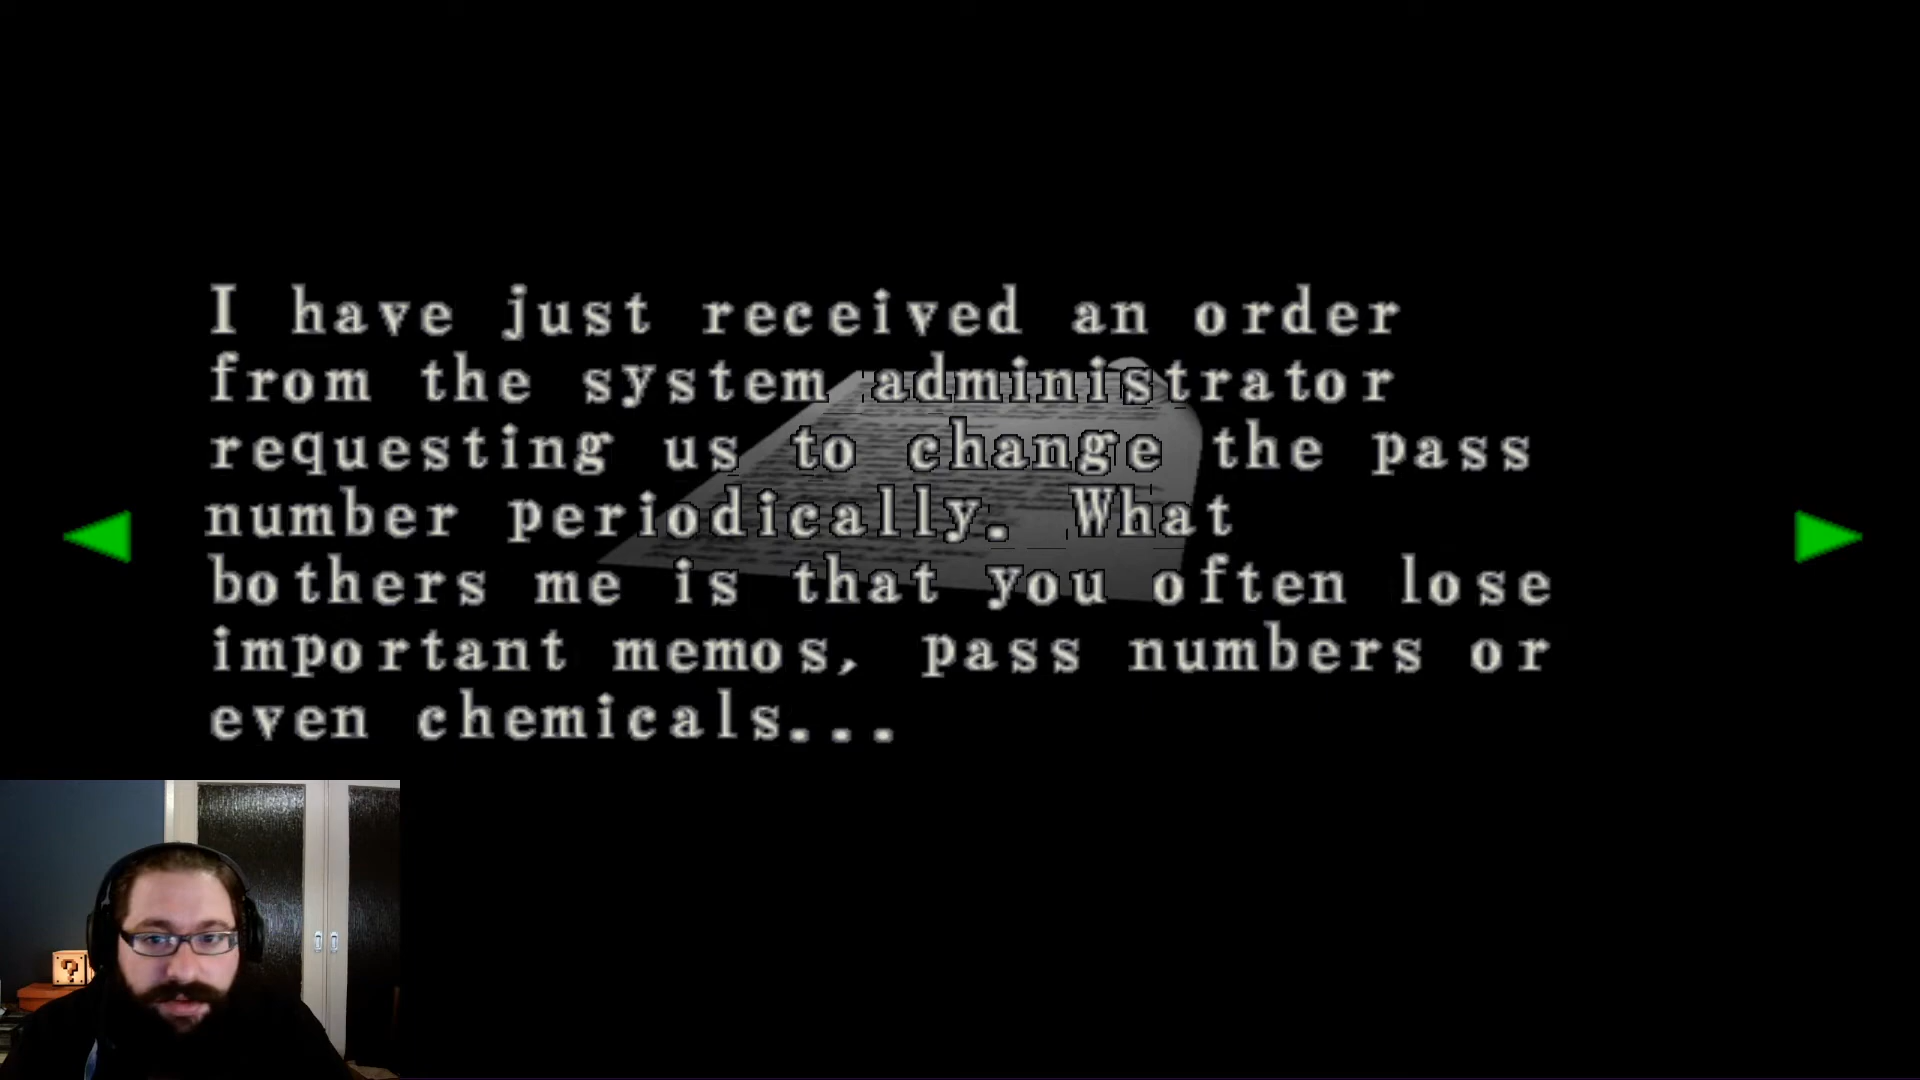 I have just received an order
from the system administrator
requesting us to change the pass
number periodically. What
bothers me is that you often lose
important memos, pass numbers or
even chemicals...
?